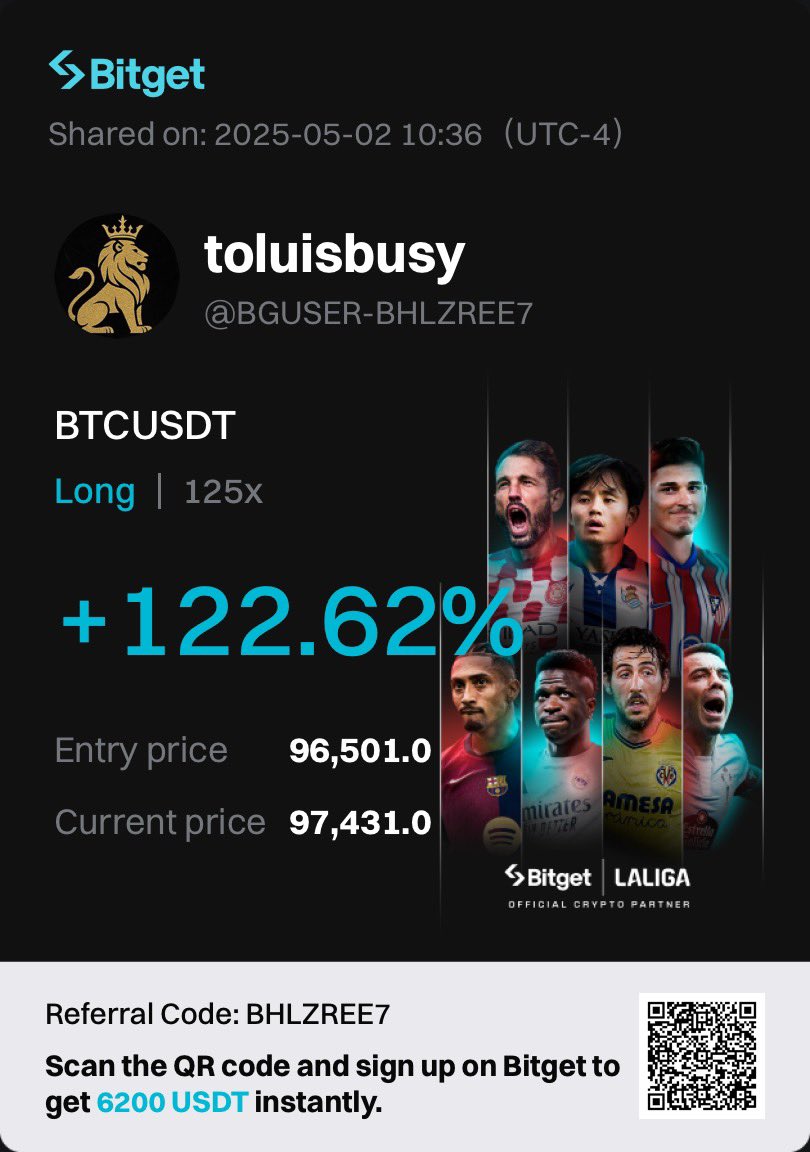 Bitget
Shared on: 2025-05-02 10:36 (UTC-4)
toluisbusy
@BGUSER-BHLZREE7
BTCUSDT
Long | 125x
+122.62%
Entry price 96,501.0
Current price 97,431.0
mirates
AMESA
Bitget | LALIGA
OFFICIAL CRYPTO PARTNER
Referral Code: BHLZREE7
Scan the QR code and sign up on Bitget to
get 6200 USDT instantly.